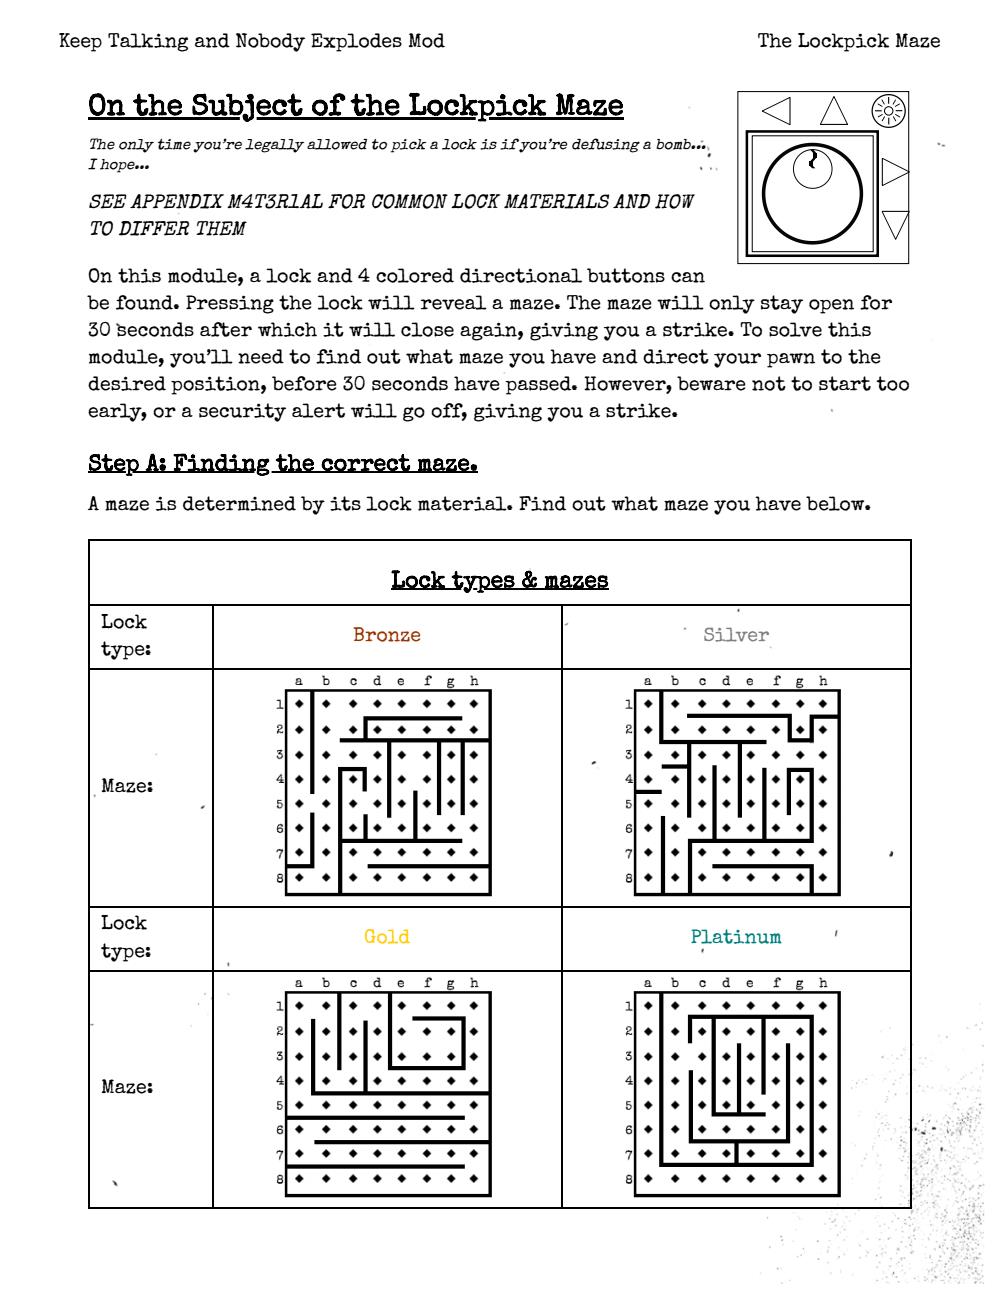 Keep Talking and Nobody Explodes Mod
The Lockpick Maze
On the Subject of the Lockpick Maze
The only time you're legally allowed to pick a lock is if you're defusing a bomb...
I hope...
SEE APPENDIX M4T3R1AL FOR COMMON LOCK MATERIALS AND HOW
TO DIFFER THEM
On this module, a lock and 4 colored directional buttons can
be found. Pressing the lock will reveal a maze. The maze will only stay open for
30 seconds after which it will close again, giving you a strike. To solve this
module, you'll need to find out what maze you have and direct your pawn to the
desired position, before 30 seconds have passed. However, beware not to start too
early, or a security alert will go off, giving you a strike.
Step A: Finding the correct maze.
A maze is determined by its lock material. Find out what maze you have below.
Lock types & mazes
Lock
type:
Bronze
Silver
Maze:
a b c d e f g h
1
2
3
4
5
6
7
8
a b c d e f g h
1
2
3
4
5
6
7
8
Lock
type:
Gold
Platinum
Maze:
a b c d e f g h
1
2
3
4
5
6
7
8
a b c d e f g h
1
2
3
4
5
6
7
8